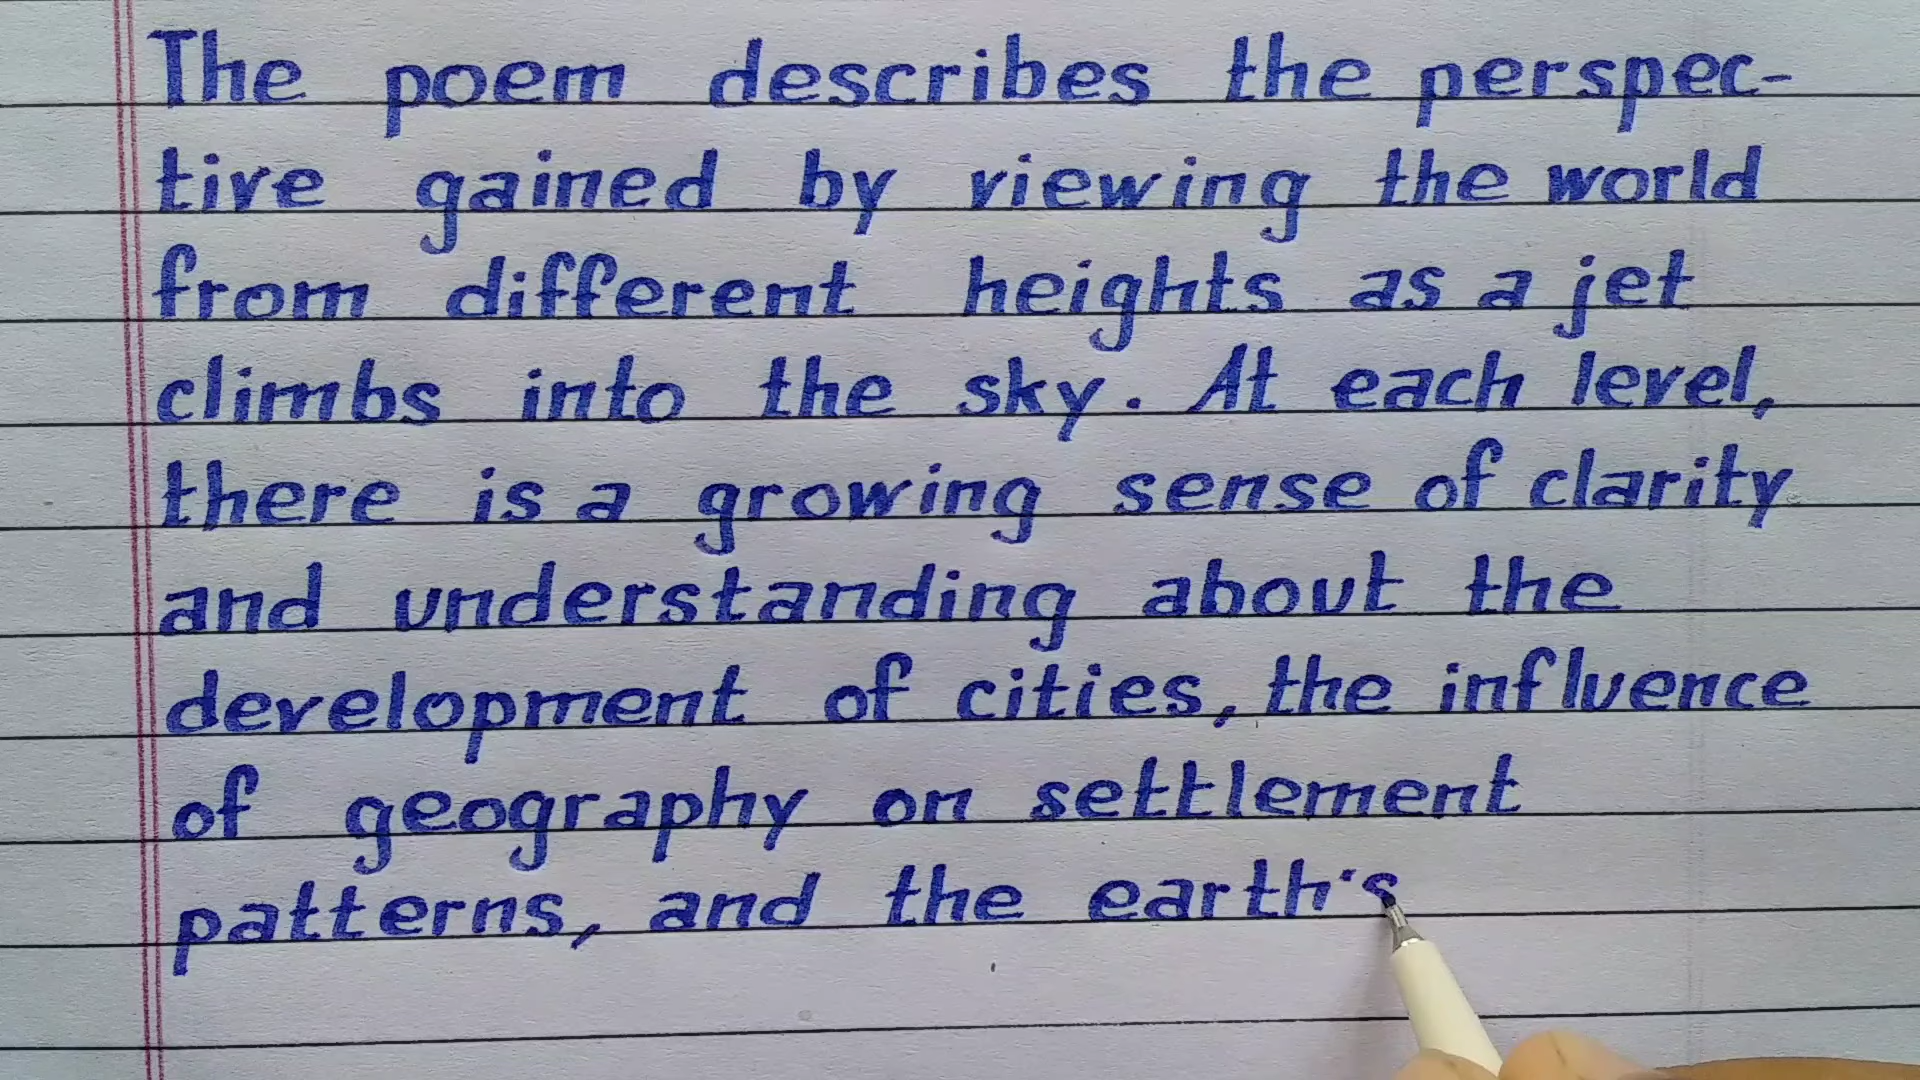 The poem describes the perspec-
tive gained by viewing the world
from different heights as a jet
climbs into the sky. At each level,
there is a growing sense of clarity
and understanding about the
development of cities, the influence
of geography on settlement
patterns, and the earth's